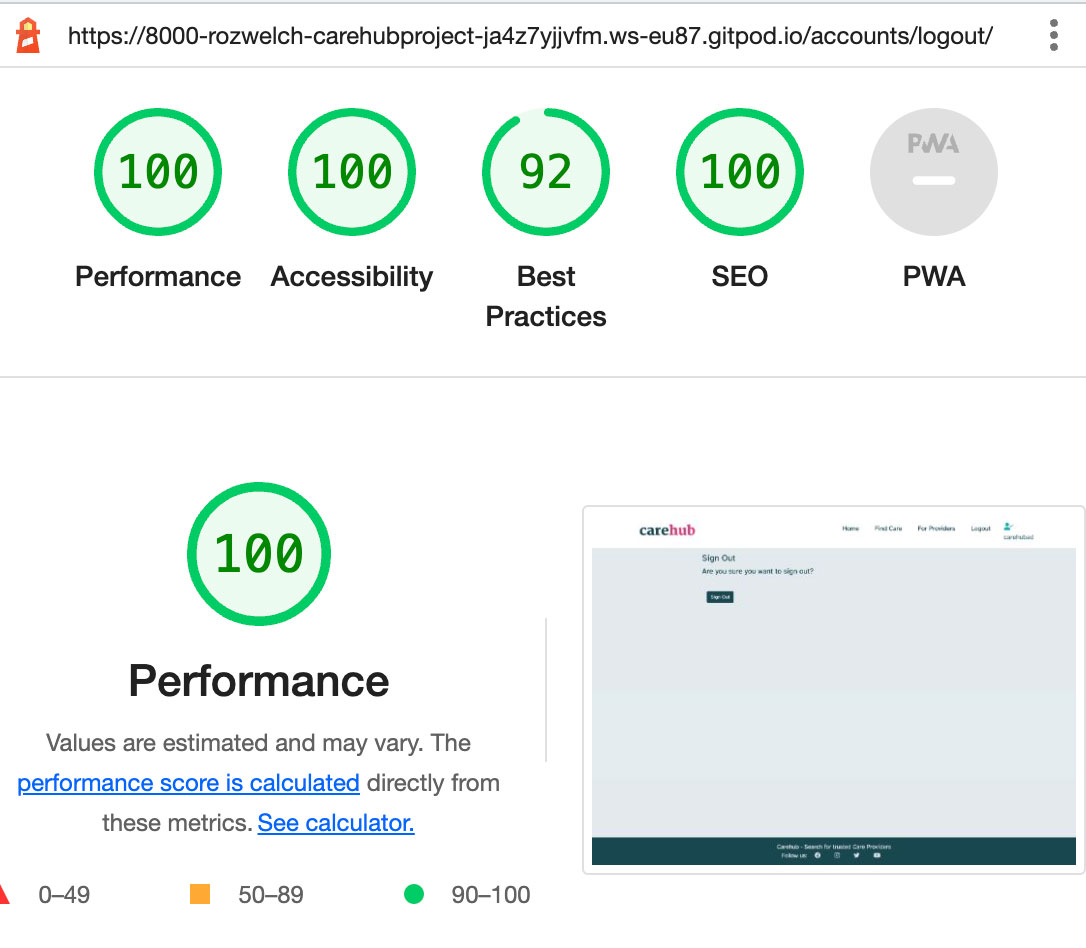 https://8000-rozwelch-carehubproject-ja4z7yjjvfm.ws-eu87.gitpod.io/accounts/logout/
100 100 92 100 PWA
Performance Accessibility Best Practices SEO PWA
100
Performance
Values are estimated and may vary. The
performance score is calculated directly from
these metrics. See calculator.
0–49 50–89 90–100
carehub Home Find Care For Providers Logout
carehubad
Sign Out
Are you sure you want to sign out?
Sign Out
Carehub - Search for trusted Care Providers
Follow us: